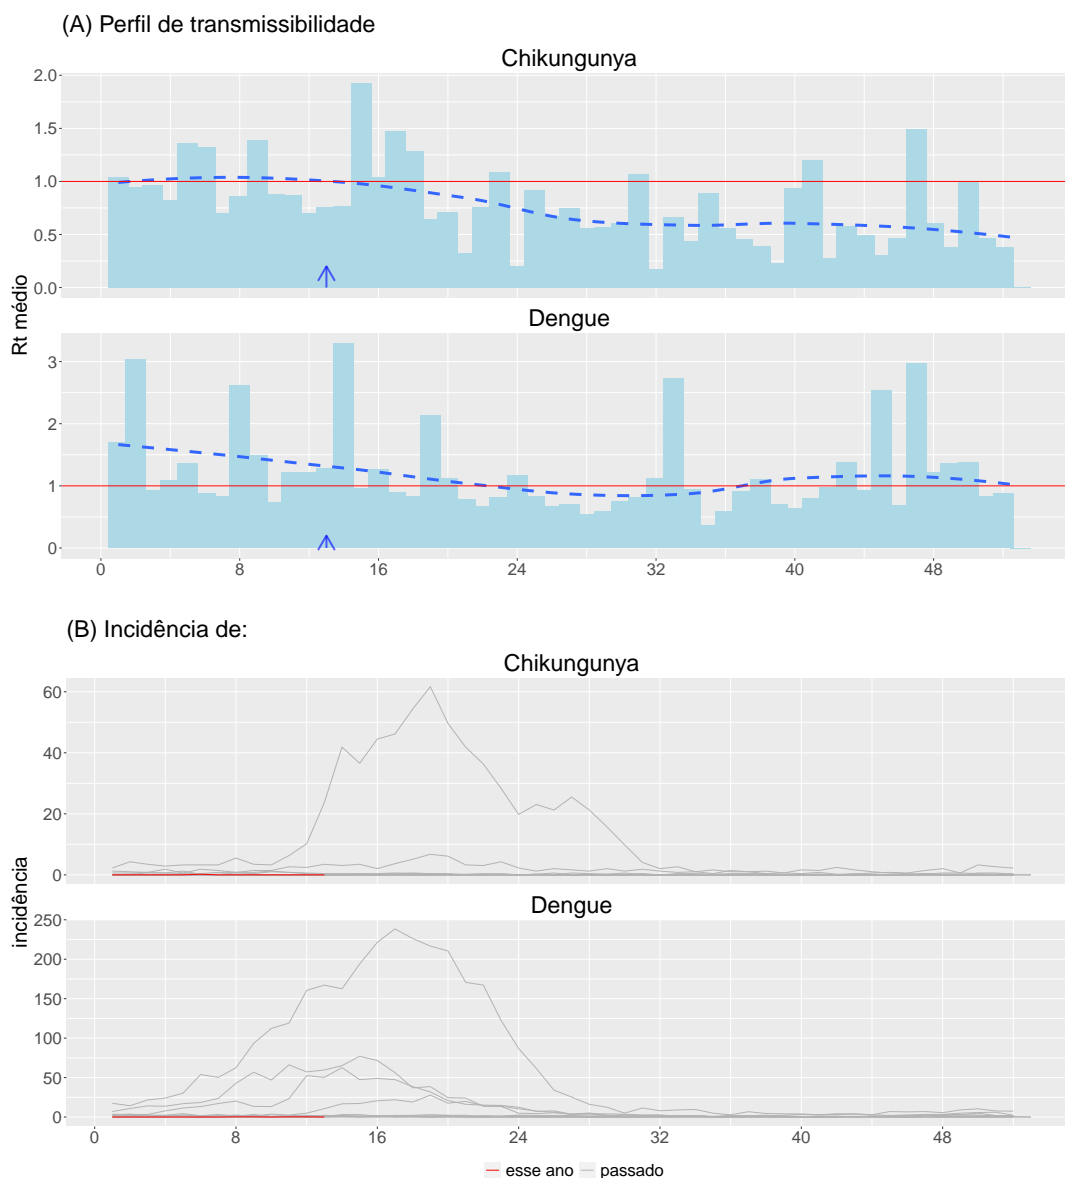 (A) Perfil de transmissibilidade
Chikungunya
2.0
1.5
1.0
0.5
0.0
Rt médio
Dengue
3
2
1
0
0 8 16 24 32 40 48
(B) Incidência de:
Chikungunya
60
40
20
0
incidência
Dengue
250
200
150
100
50
0
0 8 16 24 32 40 48
esse ano passado